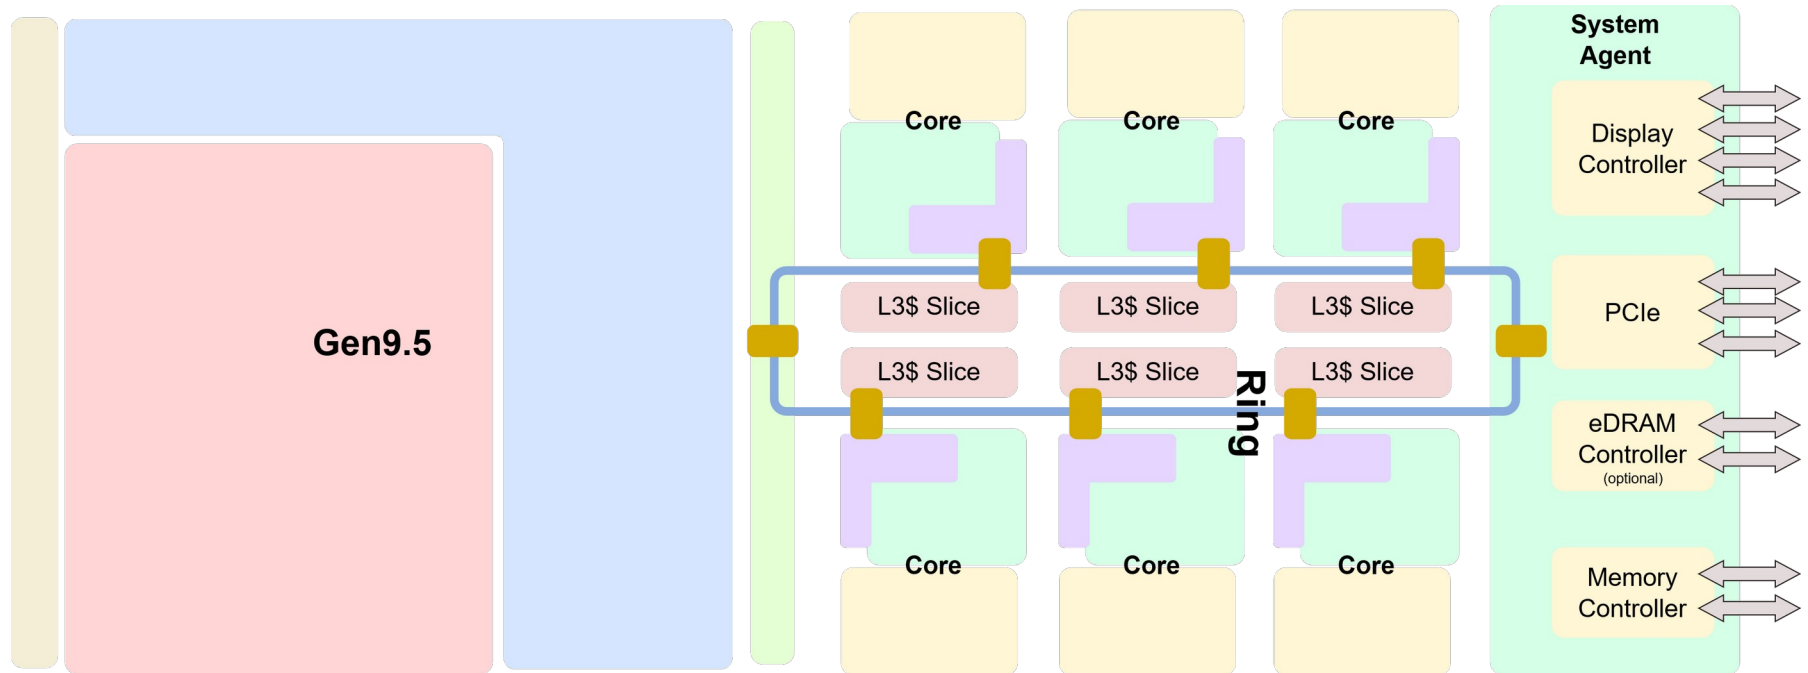 Gen9.5
Core
Core
Core
L3$ Slice
L3$ Slice
L3$ Slice
L3$ Slice
L3$ Slice
L3$ Slice
Ring
Core
Core
Core
System
Agent
Display
Controller
PCIe
eDRAM
Controller
(optional)
Memory
Controller